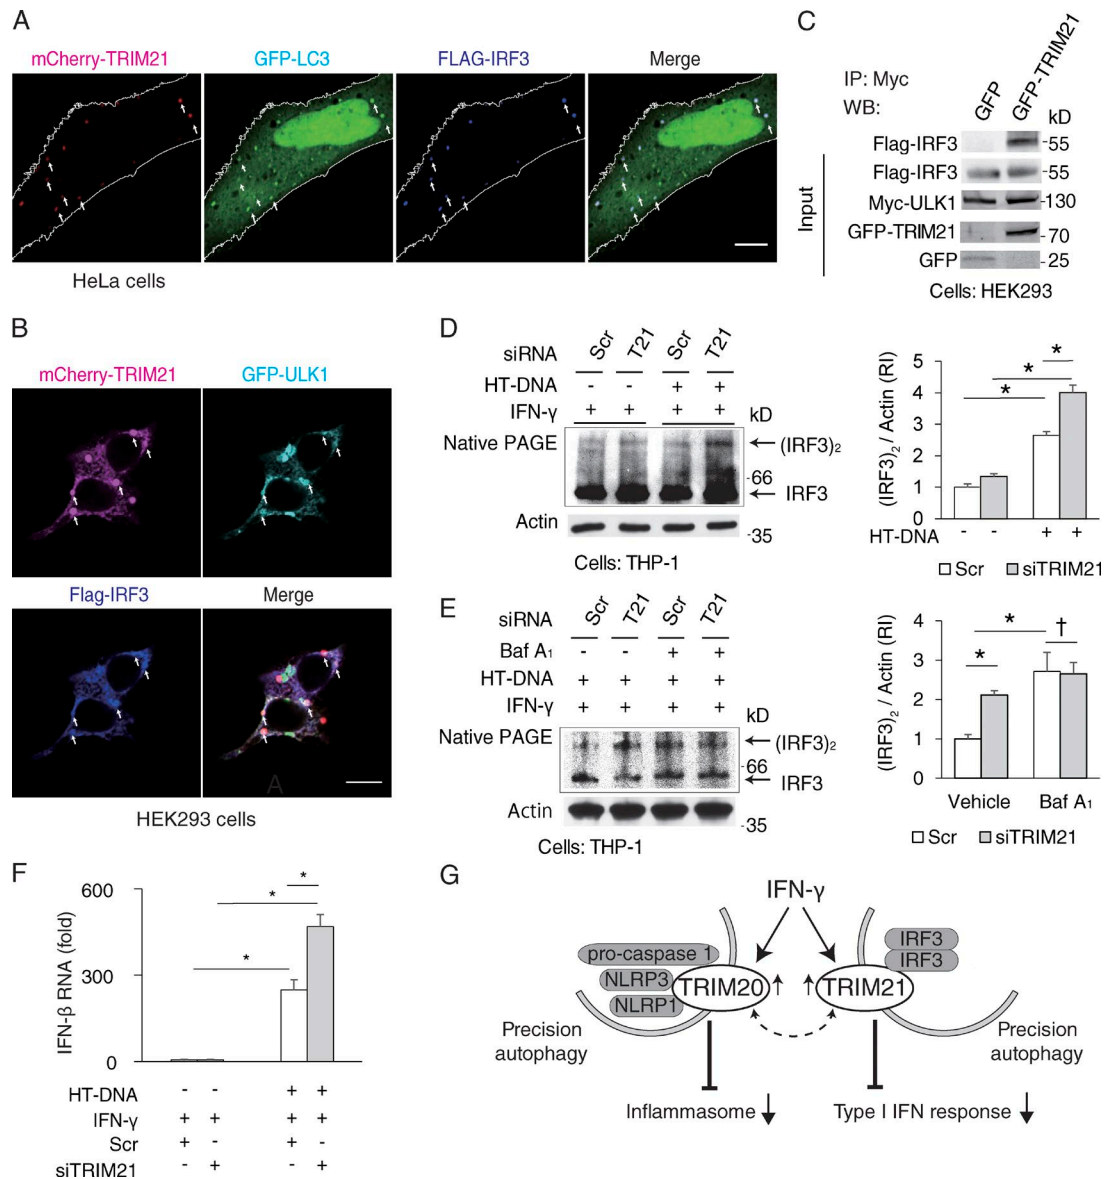 A
mCherry-TRIM21 GFP-LC3 FLAG-IRF3 Merge
HeLa cells
B
mCherry-TRIM21 GFP-ULK1
Flag-IRF3 Merge
A
HEK293 cells
C
IP: Myc
WB:
GFP GFP-TRIM21 kD
Flag-IRF3 -55
Input
Flag-IRF3 -55
Myc-ULK1 -130
GFP-TRIM21 -70
GFP -25
Cells: HEK293
D
siRNA Scr T21 Scr T21
HT-DNA - - + +
IFN-γ + + + + kD
Native PAGE (IRF3)₂
-66
IRF3
Actin
-35
Cells: THP-1
(IRF3)₂ / Actin (RI)
5
4
3
2
1
0
* * *
HT-DNA - - + +
Scr siTRIM21
E
siRNA Scr T21 Scr T21
Baf A₁ - - + +
HT-DNA + + + +
IFN-γ + + + + kD
Native PAGE (IRF3)₂
-66
IRF3
Actin
-35
Cells: THP-1
(IRF3)₂ / Actin (RI)
4
3
2
1
0
* * †
Vehicle Baf A₁
Scr siTRIM21
F
IFN-β RNA (fold)
600
300
0
* * *
HT-DNA - - + +
IFN-γ + + + +
Scr + - + -
siTRIM21 - + - +
G
IFN-γ
pro-caspase 1
NLRP3
NLRP1
TRIM20
IRF3
IRF3
TRIM21
Precision
autophagy
Precision
autophagy
Inflammasome
Type I IFN response